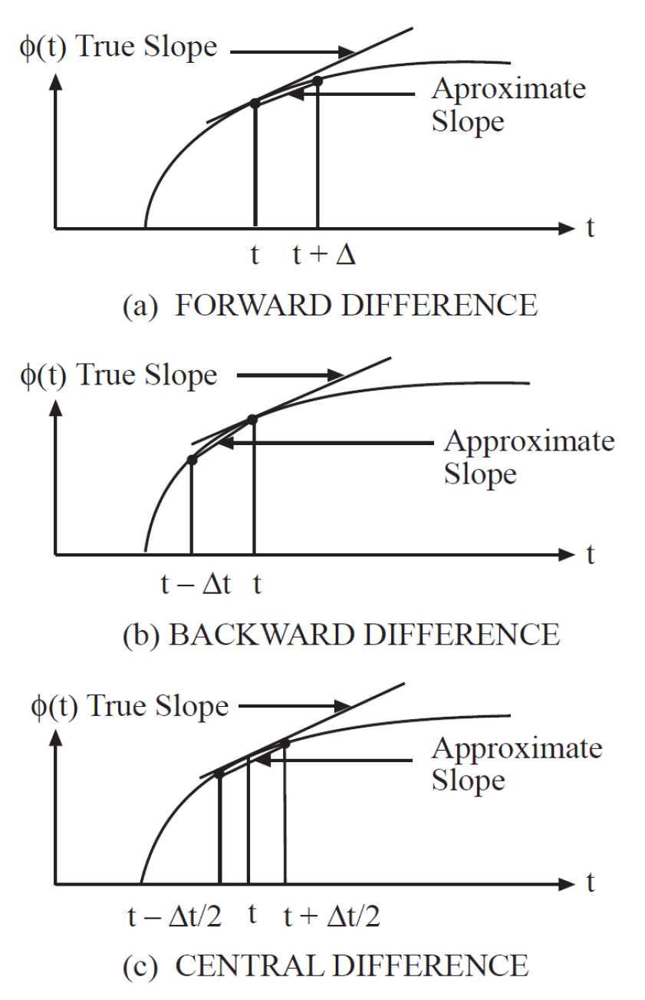 ϕ(t) True Slope
Aproximate
Slope
t
t t + Δ
(a) FORWARD DIFFERENCE
ϕ(t) True Slope
Approximate
Slope
t
t – Δt t
(b) BACKWARD DIFFERENCE
ϕ(t) True Slope
Approximate
Slope
t
t – Δt/2 t t + Δt/2
(c) CENTRAL DIFFERENCE